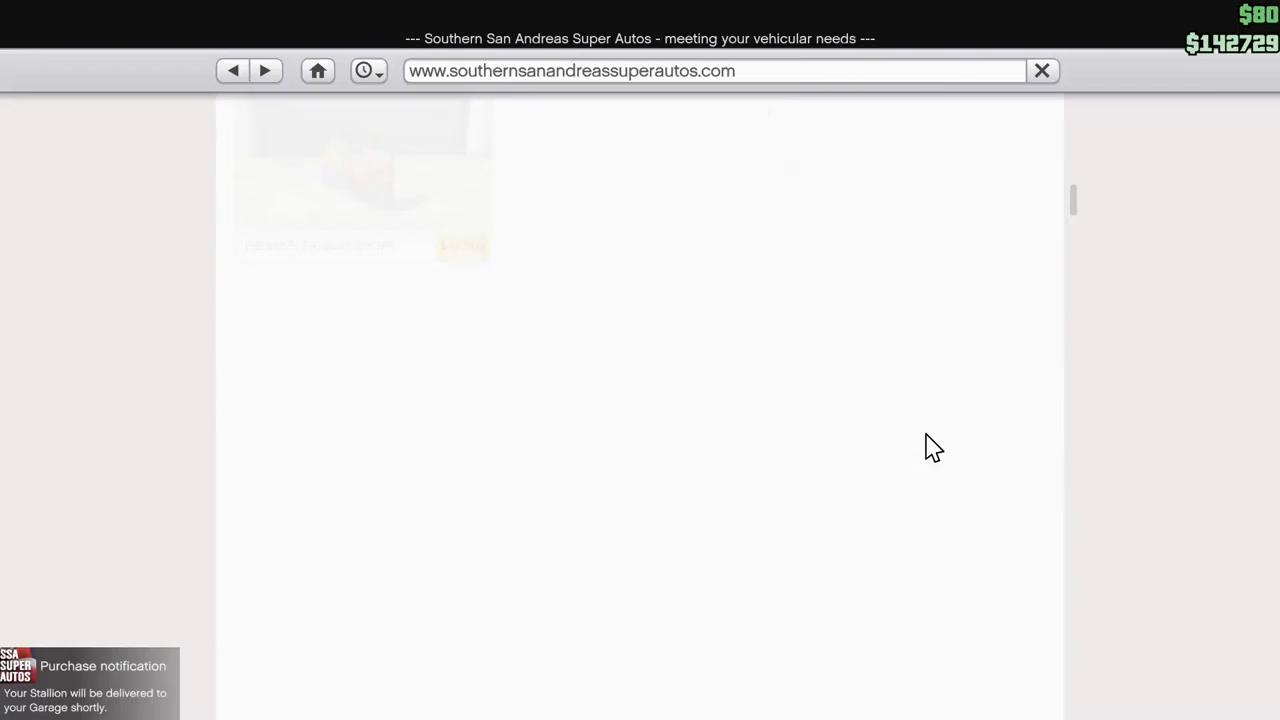 $80
--- Southern San Andreas Super Autos - meeting your vehicular needs ---
$142729
www.southernsanandreassuperautos.com
SSA
SUPER
AUTOS
Purchase notification
Your Stallion will be delivered to
your Garage shortly.